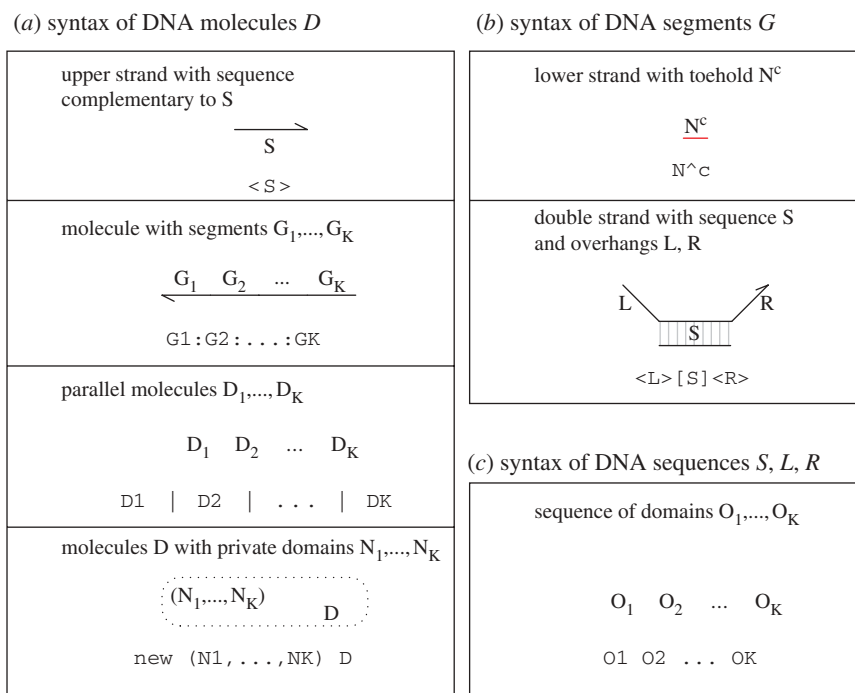 (a) syntax of DNA molecules D
upper strand with sequence
complementary to S
S
<S>
molecule with segments G1,...,GK
G1 G2 ... GK
G1:G2:...:GK
parallel molecules D1,...,DK
D1 D2 ... DK
D1 | D2 | ... | DK
molecules D with private domains N1,...,NK
(N1,...,NK)
D
new (N1,...,NK) D
(b) syntax of DNA segments G
lower strand with toehold Nc
Nc
N^c
double strand with sequence S
and overhangs L, R
L R
S
<L>[S]<R>
(c) syntax of DNA sequences S, L, R
sequence of domains O1,...,OK
O1 O2 ... OK
O1 O2 ... OK